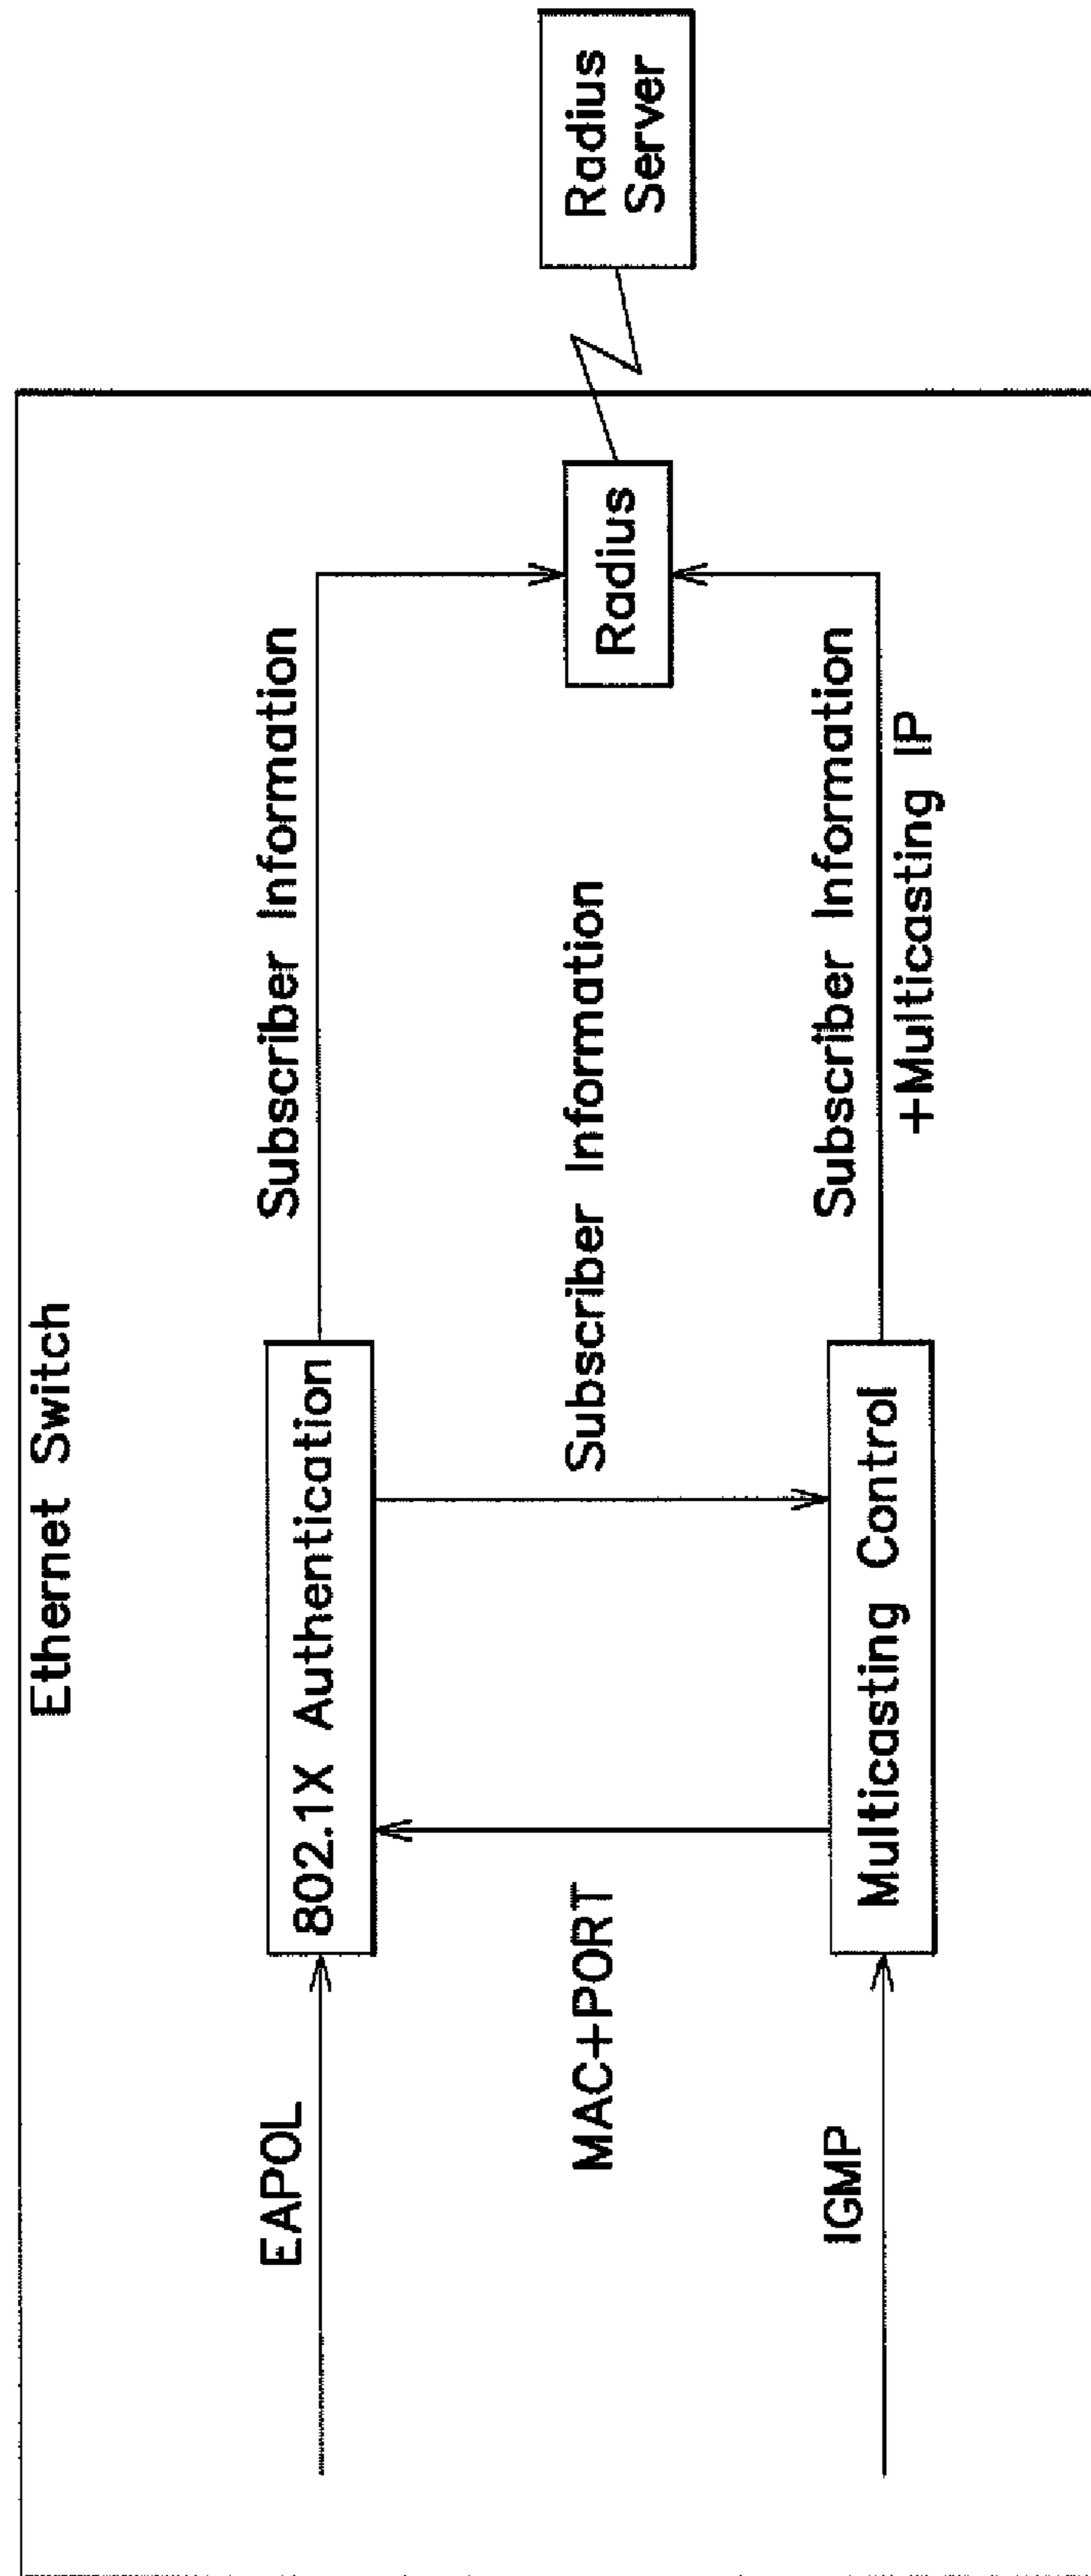 Ethernet Switch
EAPOL
802.1X Authentication
Subscriber Information
MAC+PORT
Subscriber Information
Radius
Radius
Server
IGMP
Multicasting Control
Subscriber Information
+Multicasting IP